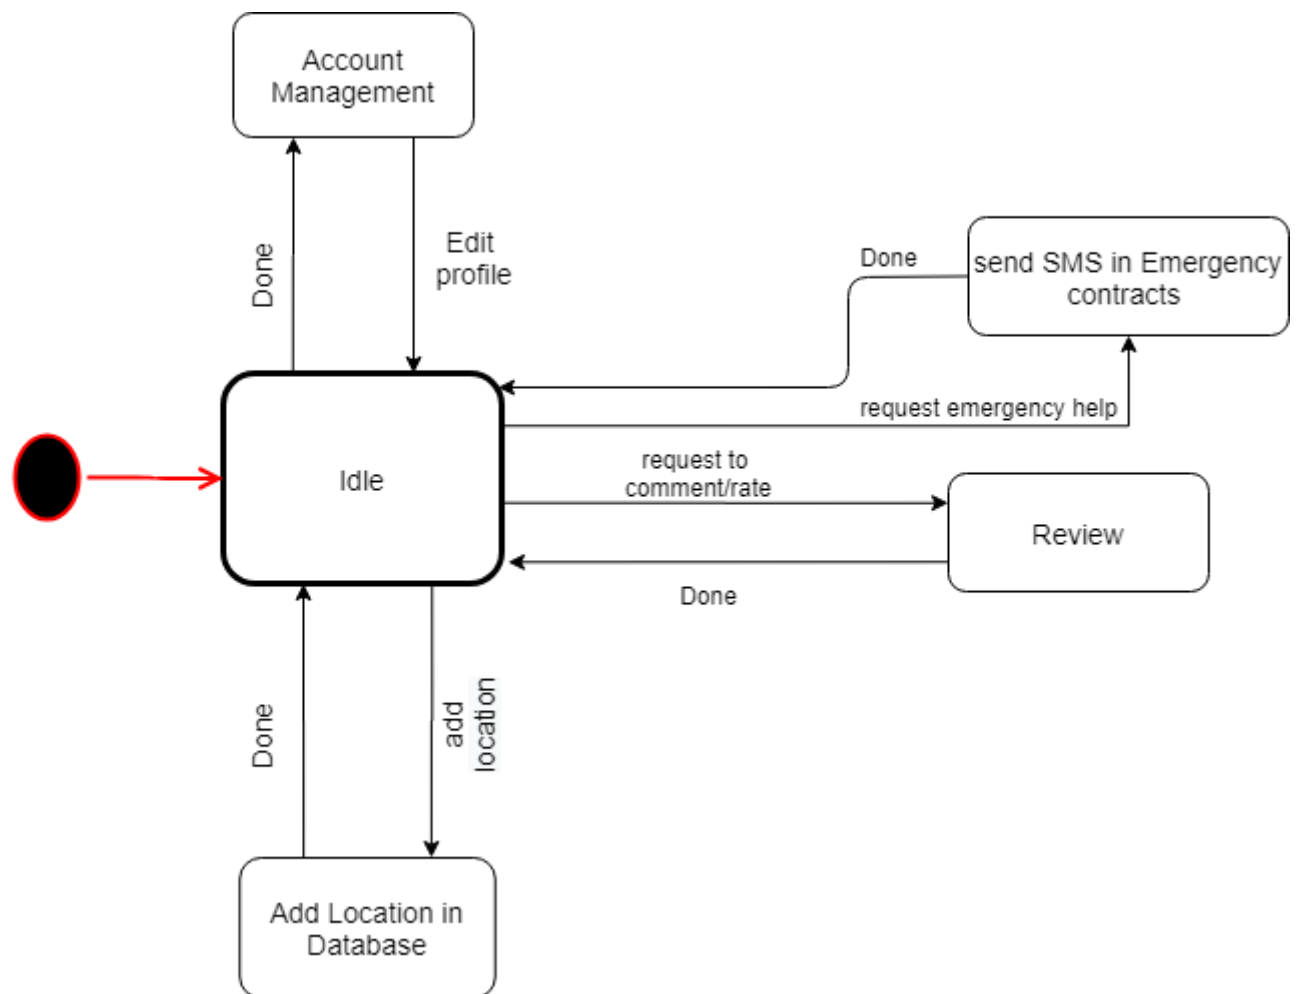 Account
Management
Done
Edit
profile
Done
send SMS in Emergency
contracts
request emergency help
Idle
request to
comment/rate
Review
Done
Done
add
location
Add Location in
Database